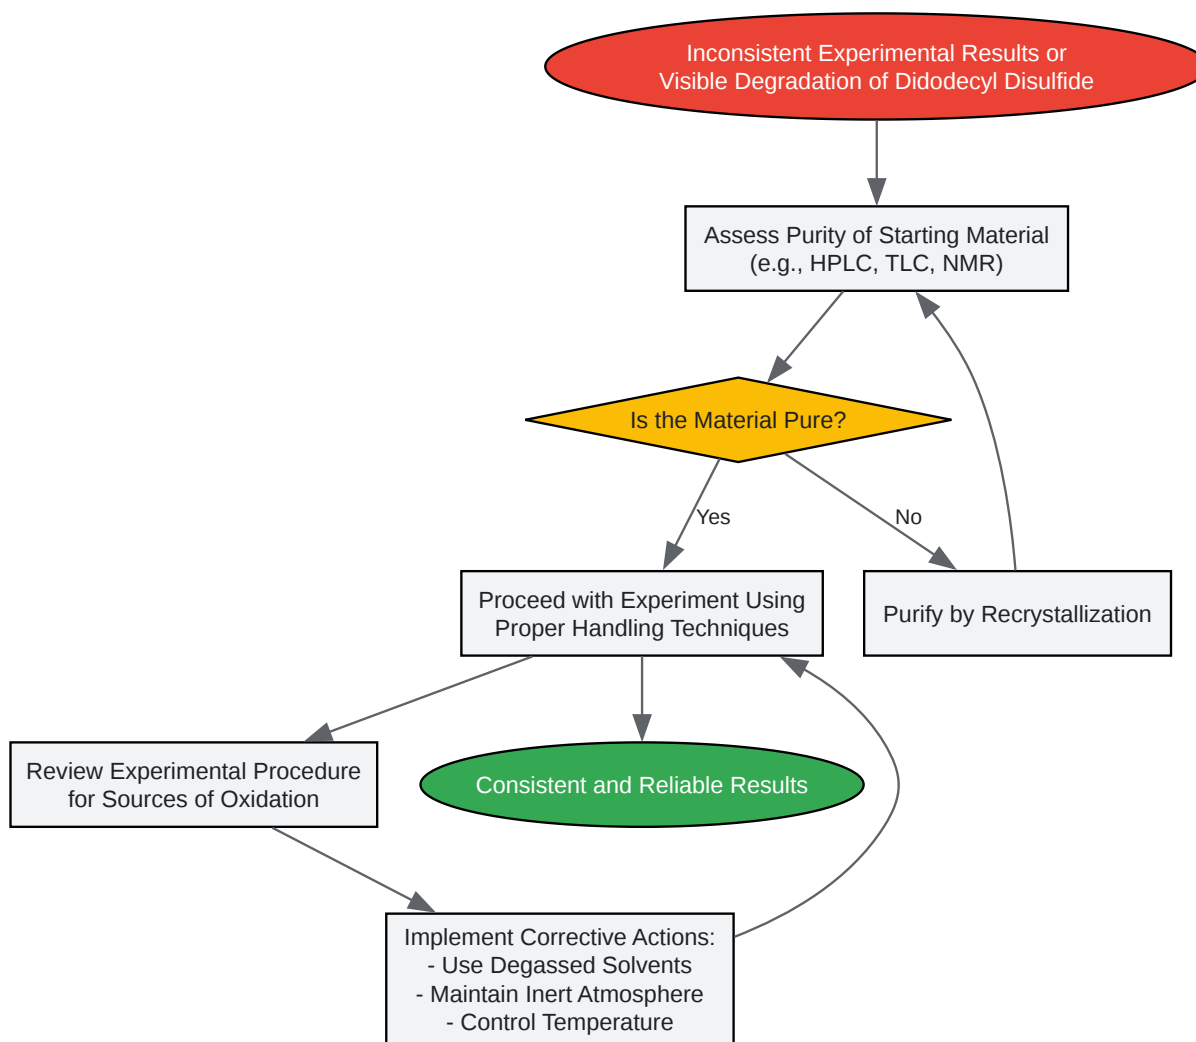 Inconsistent Experimental Results or
Visible Degradation of Didodecyl Disulfide
Assess Purity of Starting Material
(e.g., HPLC, TLC, NMR)
Is the Material Pure?
Yes
No
Proceed with Experiment Using
Proper Handling Techniques
Purify by Recrystallization
Review Experimental Procedure
for Sources of Oxidation
Consistent and Reliable Results
Implement Corrective Actions:
- Use Degassed Solvents
- Maintain Inert Atmosphere
- Control Temperature